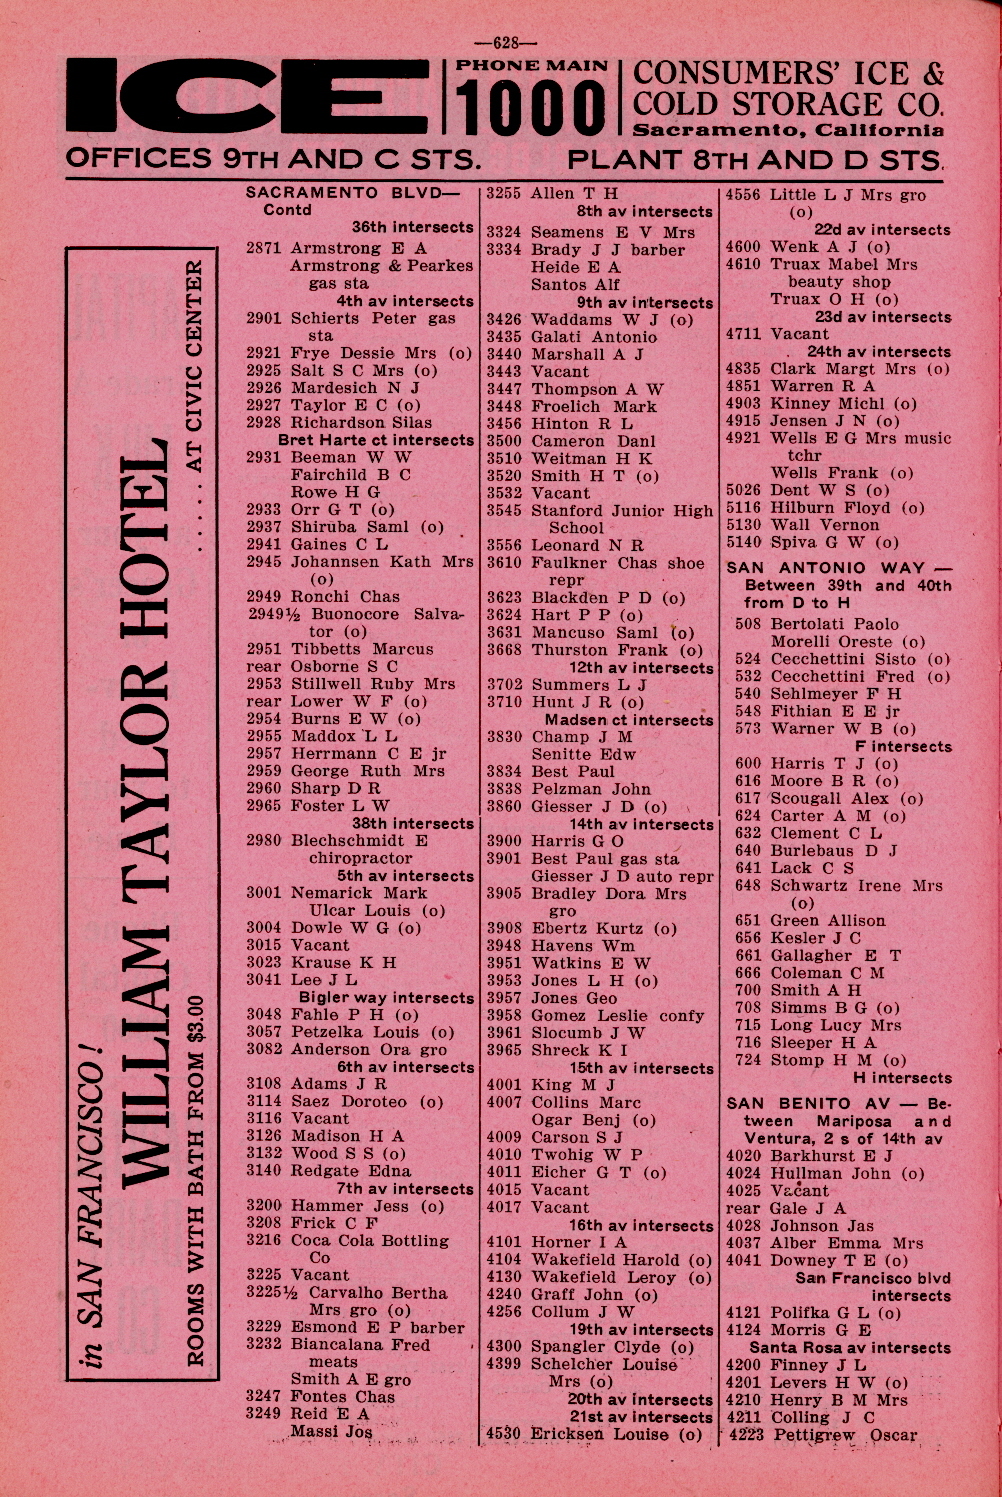 —628—
ICE
PHONE MAIN
1000
CONSUMERS' ICE &
COLD STORAGE CO.
Sacramento, California
OFFICES 9TH AND C STS. PLANT 8TH AND D STS.
in SAN FRANCISCO!
WILLIAM TAYLOR HOTEL
ROOMS WITH BATH FROM $3.00 ...... AT CIVIC CENTER
SACRAMENTO BLVD—
Contd
36th intersects
2871 Armstrong E A
Armstrong & Pearkes
gas sta
4th av intersects
2901 Schierts Peter gas
sta
2921 Frye Dessie Mrs (o)
2925 Salt S C Mrs (o)
2926 Mardesich N J
2927 Taylor E C (o)
2928 Richardson Silas
Bret Harte ct intersects
2931 Beeman W W
Fairchild B C
Rowe H G
2933 Orr G T (o)
2937 Shiruba Saml (o)
2941 Gaines C L
2945 Johannsen Kath Mrs
(o)
2949 Ronchi Chas
2949½ Buonocore Salva-
tor (o)
2951 Tibbetts Marcus
rear Osborne S C
2953 Stillwell Ruby Mrs
rear Lower W F (o)
2954 Burns E W (o)
2955 Maddox L L
2957 Herrmann C E jr
2959 George Ruth Mrs
2960 Sharp D R
2965 Foster L W
38th intersects
2980 Blechschmidt E
chiropractor
5th av intersects
3001 Nemarick Mark
Ulcar Louis (o)
3004 Dowle W G (o)
3015 Vacant
3023 Krause K H
3041 Lee J L
Bigler way intersects
3048 Fahle P H (o)
3057 Petzelka Louis (o)
3082 Anderson Ora gro
6th av intersects
3108 Adams J R
3114 Saez Doroteo (o)
3116 Vacant
3126 Madison H A
3132 Wood S S (o)
3140 Redgate Edna
7th av intersects
3200 Hammer Jess (o)
3208 Frick C F
3216 Coca Cola Bottling
Co
3225 Vacant
3225½ Carvalho Bertha
Mrs gro (o)
3229 Esmond E P barber
3232 Biancalana Fred
meats
Smith A E gro
3247 Fontes Chas
3249 Reid E A
Massi Jos
3255 Allen T H
8th av intersects
3324 Seamens E V Mrs
3334 Brady J J barber
Heide E A
Santos Alf
9th av intersects
3426 Waddams W J (o)
3435 Galati Antonio
3440 Marshall A J
3443 Vacant
3447 Thompson A W
3448 Froelich Mark
3456 Hinton R L
3500 Cameron Danl
3510 Weitman H K
3520 Smith H T (o)
3532 Vacant
3545 Stanford Junior High
School
3556 Leonard N R
3610 Faulkner Chas shoe
repr
3623 Blackden P D (o)
3624 Hart P P (o)
3631 Mancuso Saml (o)
3668 Thurston Frank (o)
12th av intersects
3702 Summers L J
3710 Hunt J R (o)
Madsen ct intersects
3830 Champ J M
Senitte Edw
3834 Best Paul
3838 Pelzman John
3860 Giesser J D (o)
14th av intersects
3900 Harris G O
3901 Best Paul gas sta
Giesser J D auto repr
3905 Bradley Dora Mrs
gro
3908 Ebertz Kurtz (o)
3948 Havens Wm
3951 Watkins E W
3953 Jones L H (o)
3957 Jones Geo
3958 Gomez Leslie confy
3961 Slocumb J W
3965 Shreck K I
15th av intersects
4001 King M J
4007 Collins Marc
Ogar Benj (o)
4009 Carson S J
4010 Twohig W P
4011 Eicher G T (o)
4015 Vacant
4017 Vacant
16th av intersects
4101 Horner I A
4104 Wakefield Harold (o)
4130 Wakefield Leroy (o)
4240 Graff John (o)
4256 Collum J W
19th av intersects
4300 Spangler Clyde (o)
4399 Schelcher Louise
Mrs (o)
20th av intersects
21st av intersects
4530 Ericksen Louise (o)
4556 Little L J Mrs gro
(o)
22d av intersects
4600 Wenk A J (o)
4610 Truax Mabel Mrs
beauty shop
Truax O H (o)
23d av intersects
4711 Vacant
24th av intersects
4835 Clark Margt Mrs (o)
4851 Warren R A
4903 Kinney Michl (o)
4915 Jensen J N (o)
4921 Wells E G Mrs music
tchr
Wells Frank (o)
5026 Dent W S (o)
5116 Hilburn Floyd (o)
5130 Wall Vernon
5140 Spiva G W (o)
SAN ANTONIO WAY —
Between 39th and 40th
from D to H
508 Bertolati Paolo
Morelli Oreste (o)
524 Cecchettini Sisto (o)
532 Cecchettini Fred (o)
540 Sehlmeyer F H
548 Fithian E E jr
573 Warner W B (o)
F intersects
600 Harris T J (o)
616 Moore B R (o)
617 Scougall Alex (o)
624 Carter A M (o)
632 Clement C L
640 Burlebaus D J
641 Lack C S
648 Schwartz Irene Mrs
(o)
651 Green Allison
656 Kesler J C
661 Gallagher E T
666 Coleman C M
700 Smith A H
708 Simms B G (o)
715 Long Lucy Mrs
716 Sleeper H A
724 Stomp H M (o)
H intersects
SAN BENITO AV — Be-
tween Mariposa and
Ventura, 2 s of 14th av
4020 Barkhurst E J
4024 Hullman John (o)
4025 Vacant
rear Gale J A
4028 Johnson Jas
4037 Alber Emma Mrs
4041 Downey T E (o)
San Francisco blvd
intersects
4121 Polifka G L (o)
4124 Morris G E
Santa Rosa av intersects
4200 Finney J L
4201 Levers H W (o)
4210 Henry B M Mrs
4211 Colling J C
4223 Pettigrew Oscar